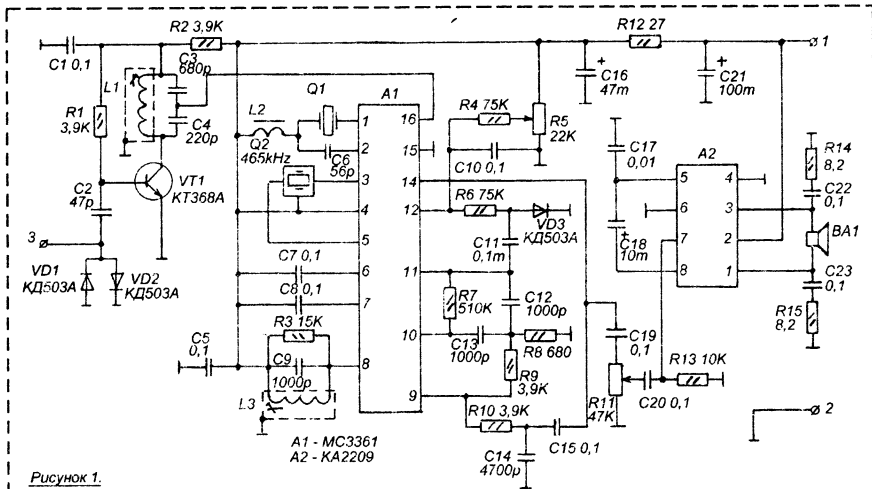 R2 3,9K
R12 27
1
C1 0,1
C3
680p
C16
47m
C21
100m
L1
Q1
A1
R1
3,9K
L2
R4 75K
R5
22K
C4
220p
Q2
465kHz
C6
56p
C10 0,1
C17
0,01
A2
R14
8,2
1
2
3
4
5
6
7
8
16
15
14
12
11
10
9
C2
47p
VT1
KT368A
R6 75K
VD3
КД503А
C22
0,1
5
6
7
8
4
3
2
1
BA1
3
VD1
КД503А
VD2
КД503А
C7 0,1
C8 0,1
C11
0,1m
C18
10m
C23
0,1
R3 15K
R7
510K
C12
1000p
R15
8,2
C5
0,1
C9
1000p
C13
1000p
R8 680
C19
0,1
R13 10K
L3
R9
3,9K
R11
47K
C20 0,1
2
R10 3,9K
C15 0,1
C14
4700p
A1 - MC3361
A2 - KA2209
Рисунок 1.